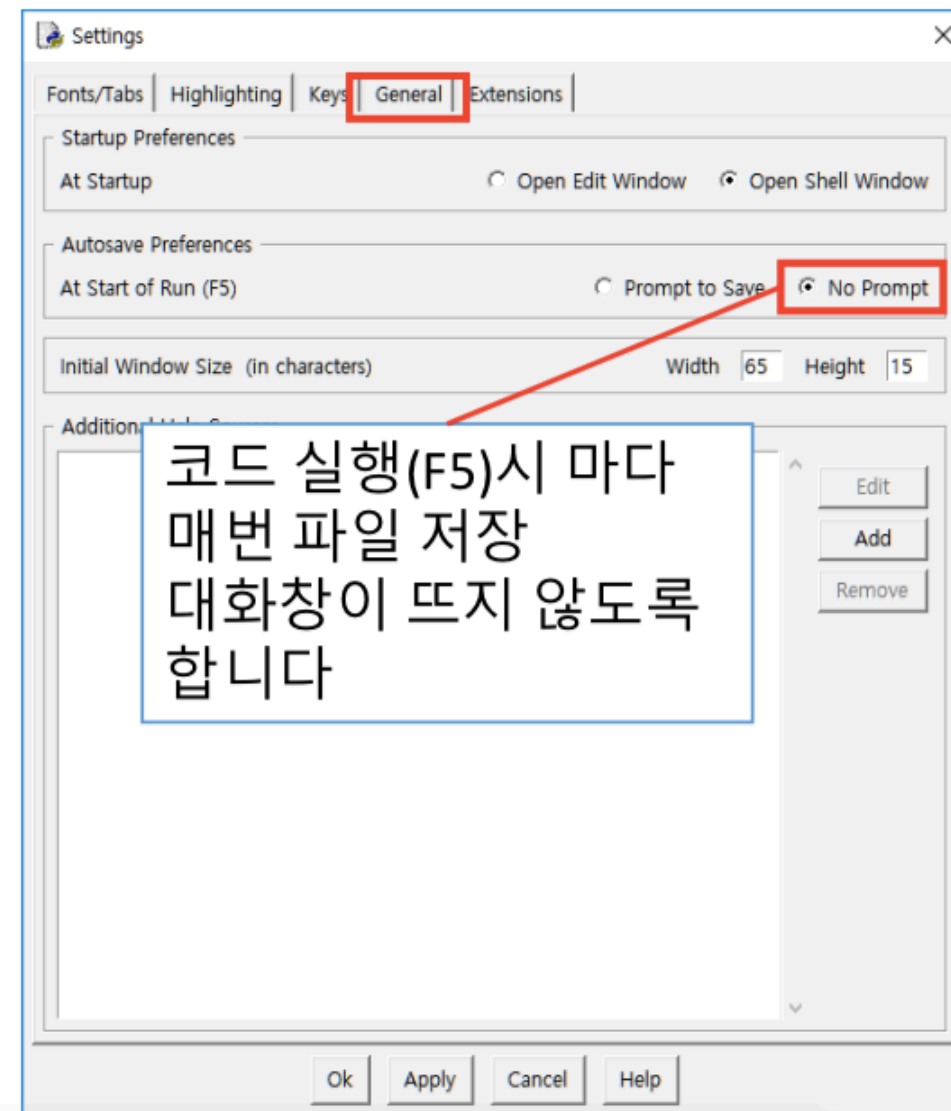 Settings
Fonts/Tabs Highlighting Keys General Extensions
Startup Preferences
At Startup Open Edit Window Open Shell Window
Autosave Preferences
At Start of Run (F5) Prompt to Save No Prompt
Initial Window Size (in characters) Width 65 Height 15
코드 실행(F5)시 마다
매번 파일 저장
대화창이 뜨지 않도록
합니다
Edit
Add
Remove
Ok Apply Cancel Help